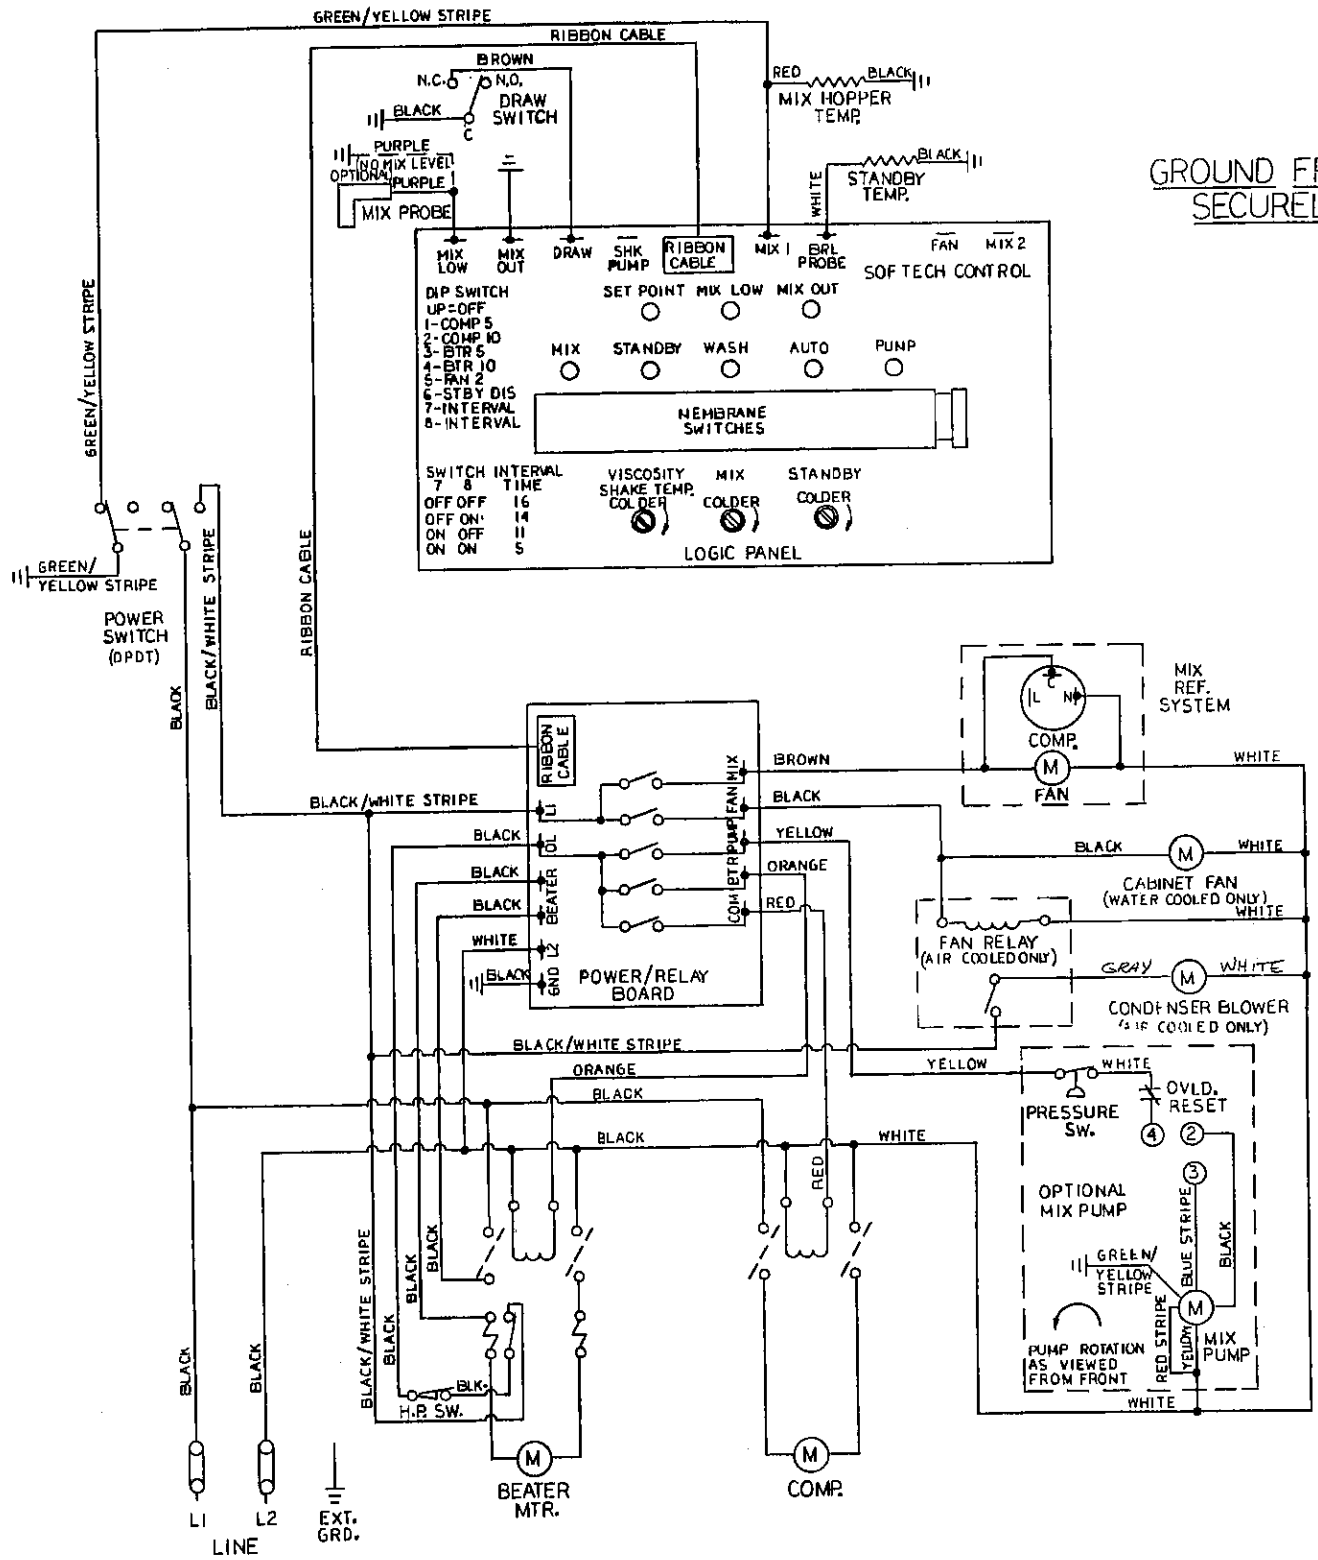 GREEN/YELLOW STRIPE
RIBBON CABLE
BROWN
N.C.
N.O.
DRAW
SWITCH
BLACK
C
RED
BLACK
MIX HOPPER
TEMP.
PURPLE
(NO MIX LEVEL)
OPTIONAL
PURPLE
MIX PROBE
WHITE
BLACK
STANDBY
TEMP.
GROUND
SECUREL
MIX
LOW
MIX
OUT
DRAW
SHK
PUMP
RIBBON
CABLE
MIX 1
BRL
PROBE
FAN
MIX 2
SOFTECH CONTROL
DIP SWITCH
UP=OFF
1-COMP 5
2-COMP 10
3-BTR 5
4-BTR 10
5-FAN 2
6-STBY DIS
7-INTERVAL
8-INTERVAL
SET POINT MIX LOW MIX OUT
MIX STANDBY WASH AUTO PUMP
NEMBRANE
SWITCHES
SWITCH INTERVAL
7 8 TIME
OFF OFF 16
OFF ON 14
ON OFF 11
ON ON 5
VISCOSITY
SHAKE TEMP.
COLDER
MIX
COLDER
STANDBY
COLDER
LOGIC PANEL
GREEN/YELLOW STRIPE
GREEN/
YELLOW STRIPE
POWER
SWITCH
(DPDT)
BLACK
BLACK/WHITE STRIPE
RIBBON CABLE
MIX
REF.
SYSTEM
C
L N
COMP.
M
FAN
RIBBON
CABLE
BROWN
WHITE
BLACK/WHITE STRIPE
L1
MIX
FAN
BLACK
BLACK
OL
PUMP
YELLOW
BLACK
BEATER
BTR
ORANGE
BLACK
COM
RED
WHITE
L2
BLACK
GND
POWER/RELAY
BOARD
BLACK
M
WHITE
CABINET FAN
(WATER COOLED ONLY)
WHITE
FAN RELAY
(AIR COOLED ONLY)
GRAY
M
WHITE
CONDENSER BLOWER
(AIR COOLED ONLY)
BLACK/WHITE STRIPE
ORANGE
BLACK
YELLOW
WHITE
PRESSURE
SW.
OVLD.
RESET
4
2
3
BLACK
WHITE
RED
OPTIONAL
MIX PUMP
BLUE STRIPE
BLACK
GREEN/
YELLOW
STRIPE
M
MIX
PUMP
RED STRIPE
YELLOW
PUMP ROTATION
AS VIEWED
FROM FRONT
WHITE
BLACK
BLACK
BLACK/WHITE STRIPE
BLACK
BLACK
BLACK
BLACK
BLK.
H.P. SW.
M
BEATER
MTR.
M
COMP.
L1
L2
LINE
EXT.
GRD.